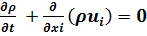 ∂ρ/∂t + ∂/∂xi (ρuᵢ) = 0